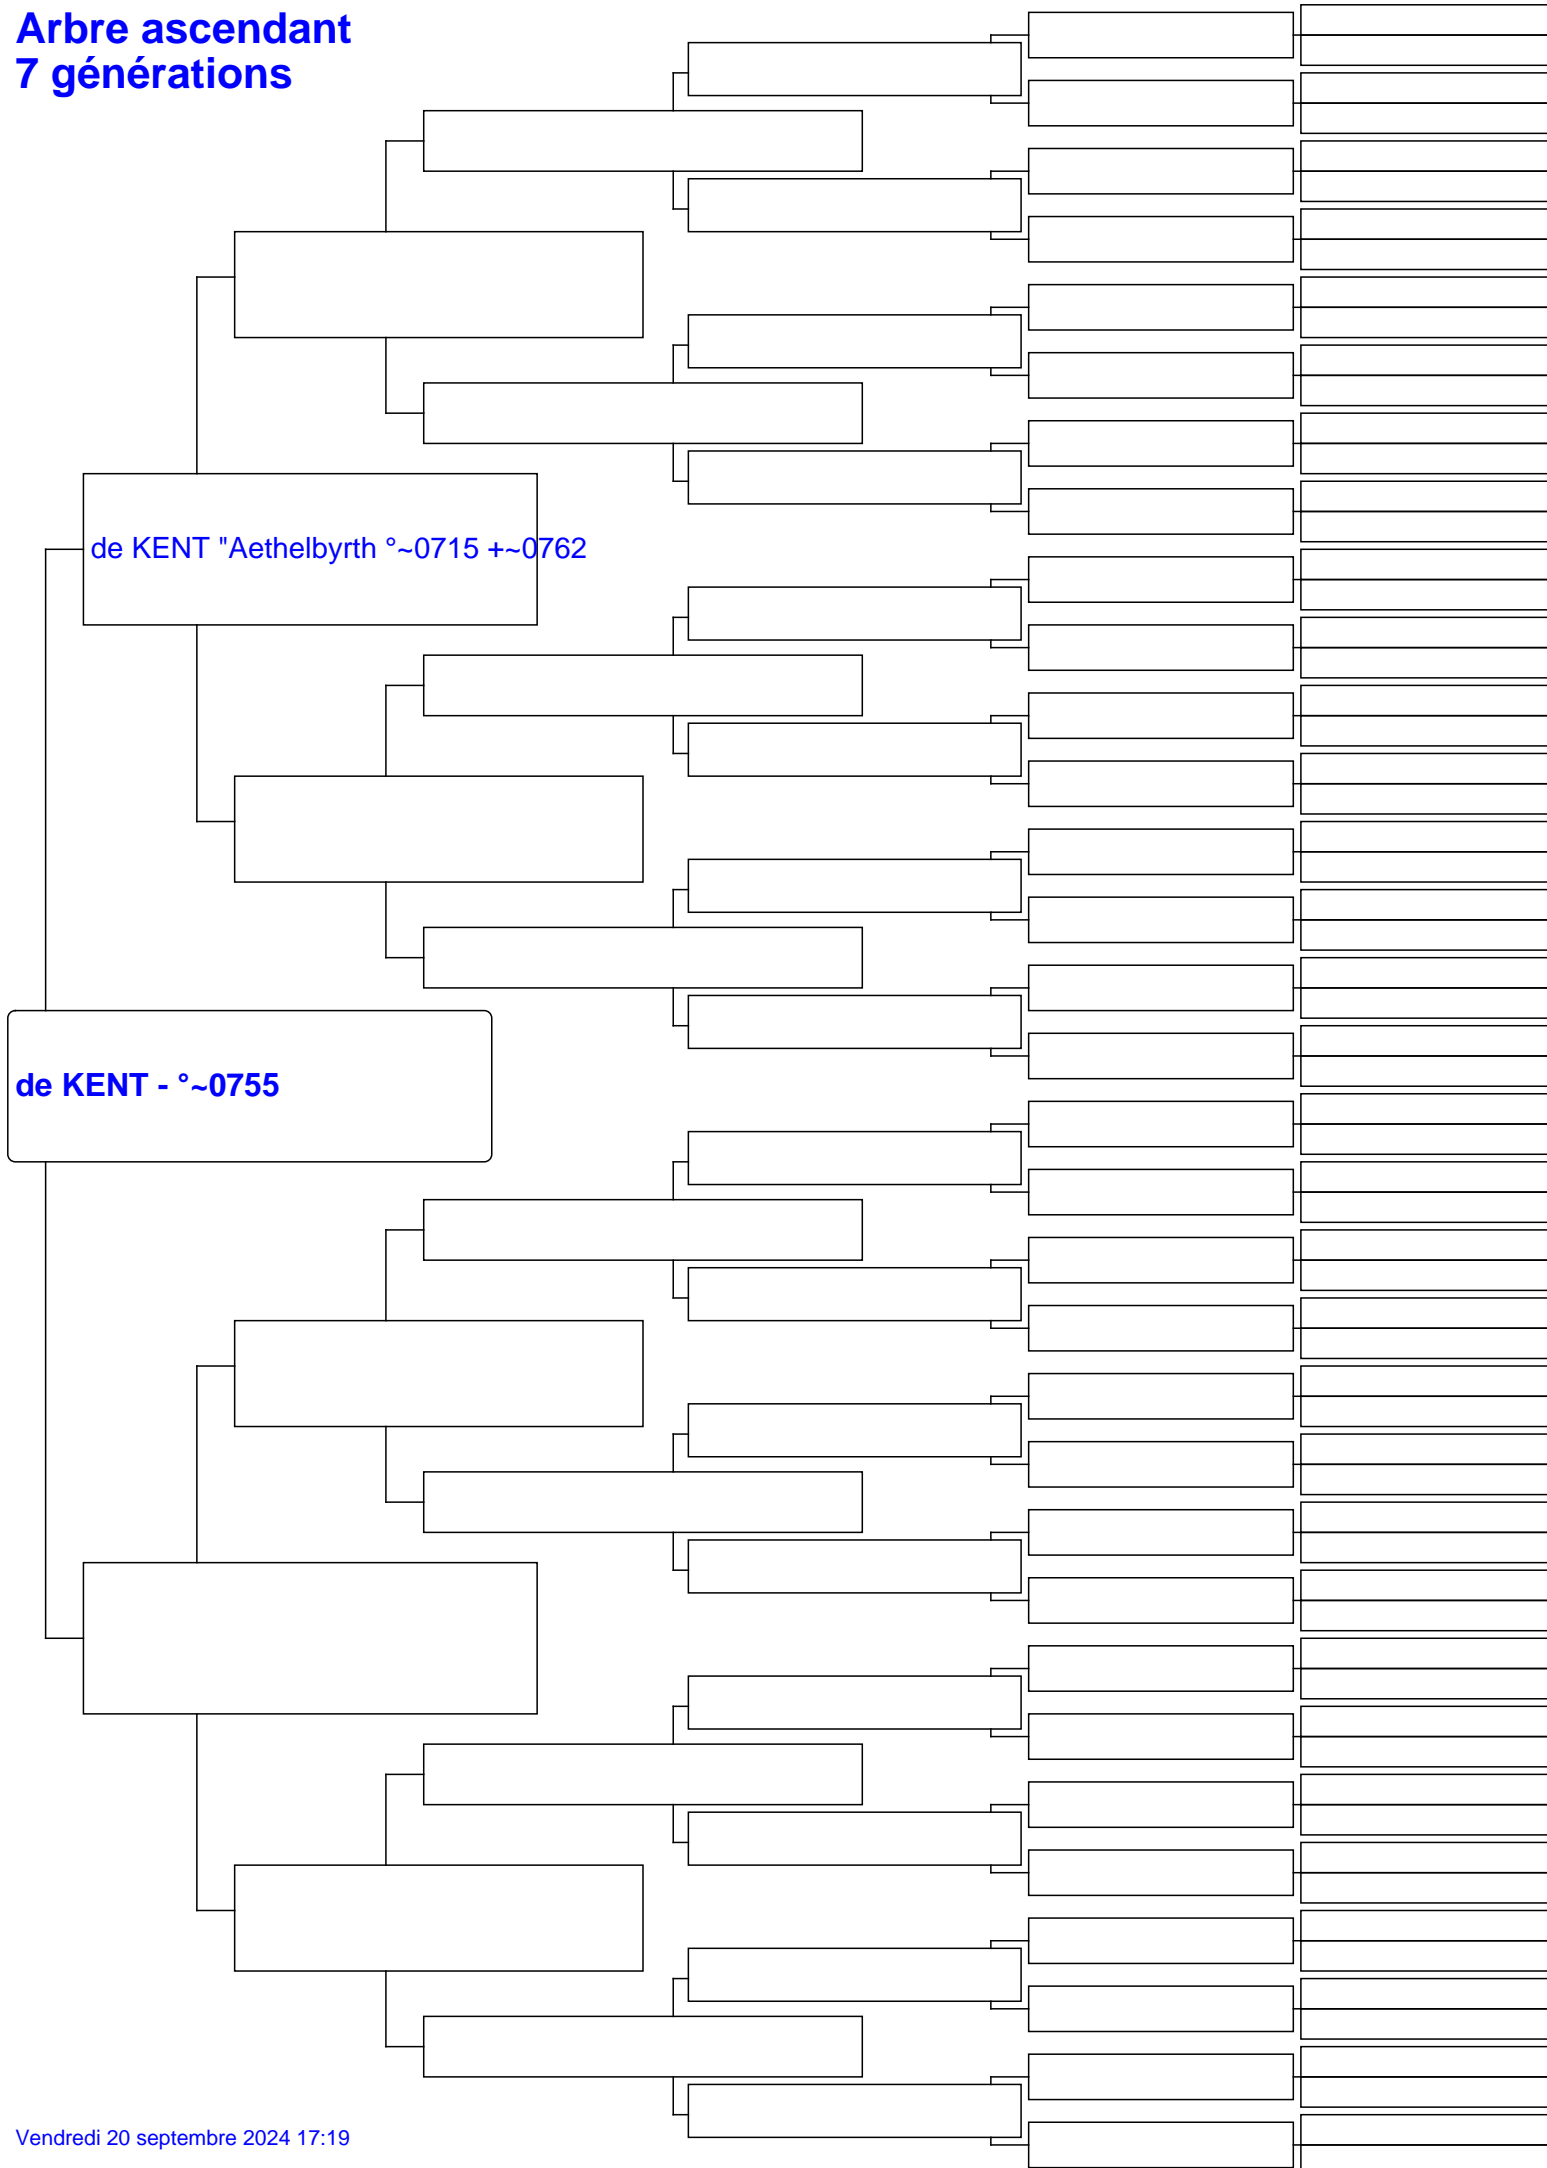 Arbre ascendant
7 générations
de KENT "Aethelbyrth °~0715 +~0762
de KENT - °~0755
Vendredi 20 septembre 2024 17:19